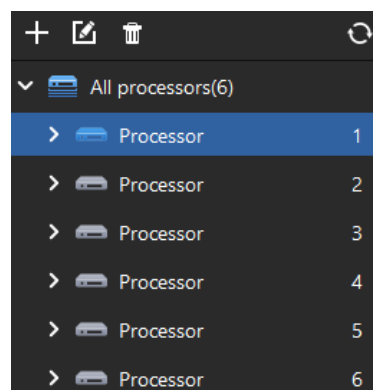 All processors(6)
Processor 1
Processor 2
Processor 3
Processor 4
Processor 5
Processor 6